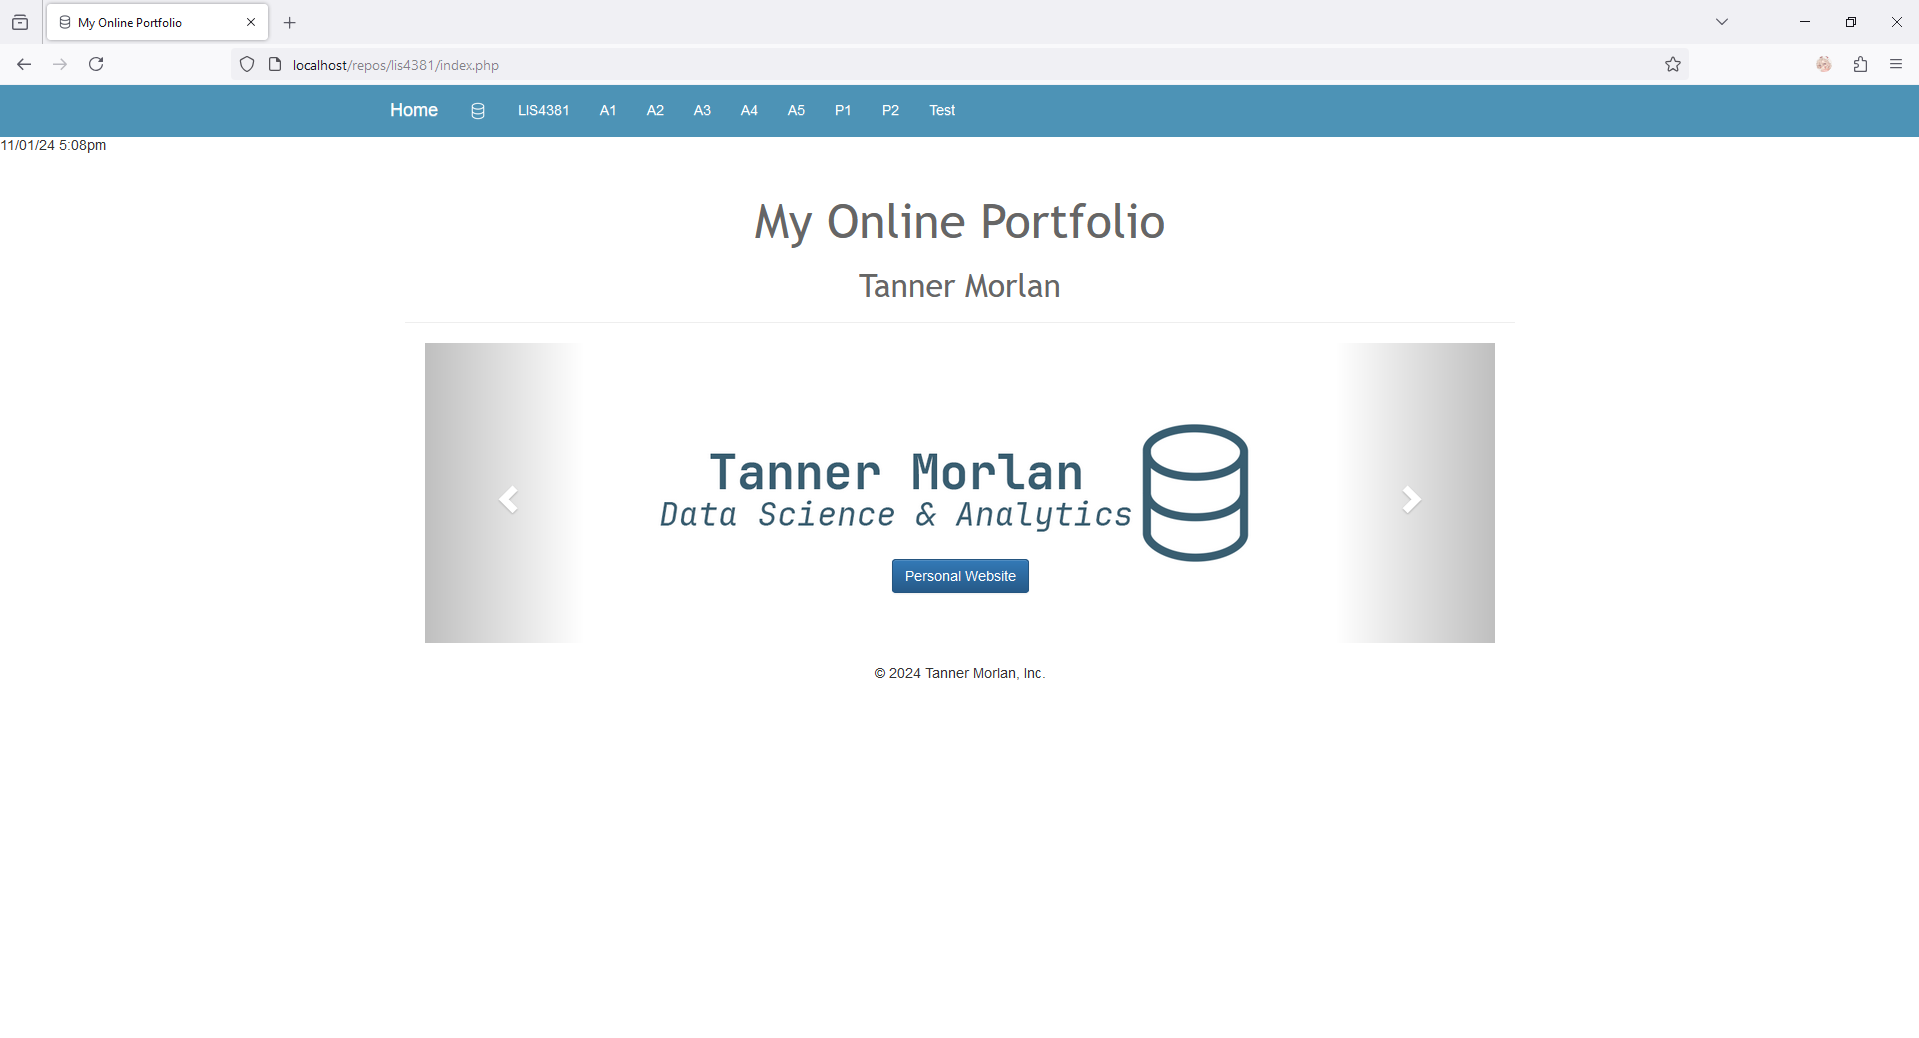 My Online Portfolio
localhost/repos/lis4381/index.php
Home LIS4381 A1 A2 A3 A4 A5 P1 P2 Test
11/01/24 5:08pm
My Online Portfolio
Tanner Morlan
Tanner Morlan
Data Science & Analytics
Personal Website
© 2024 Tanner Morlan, Inc.